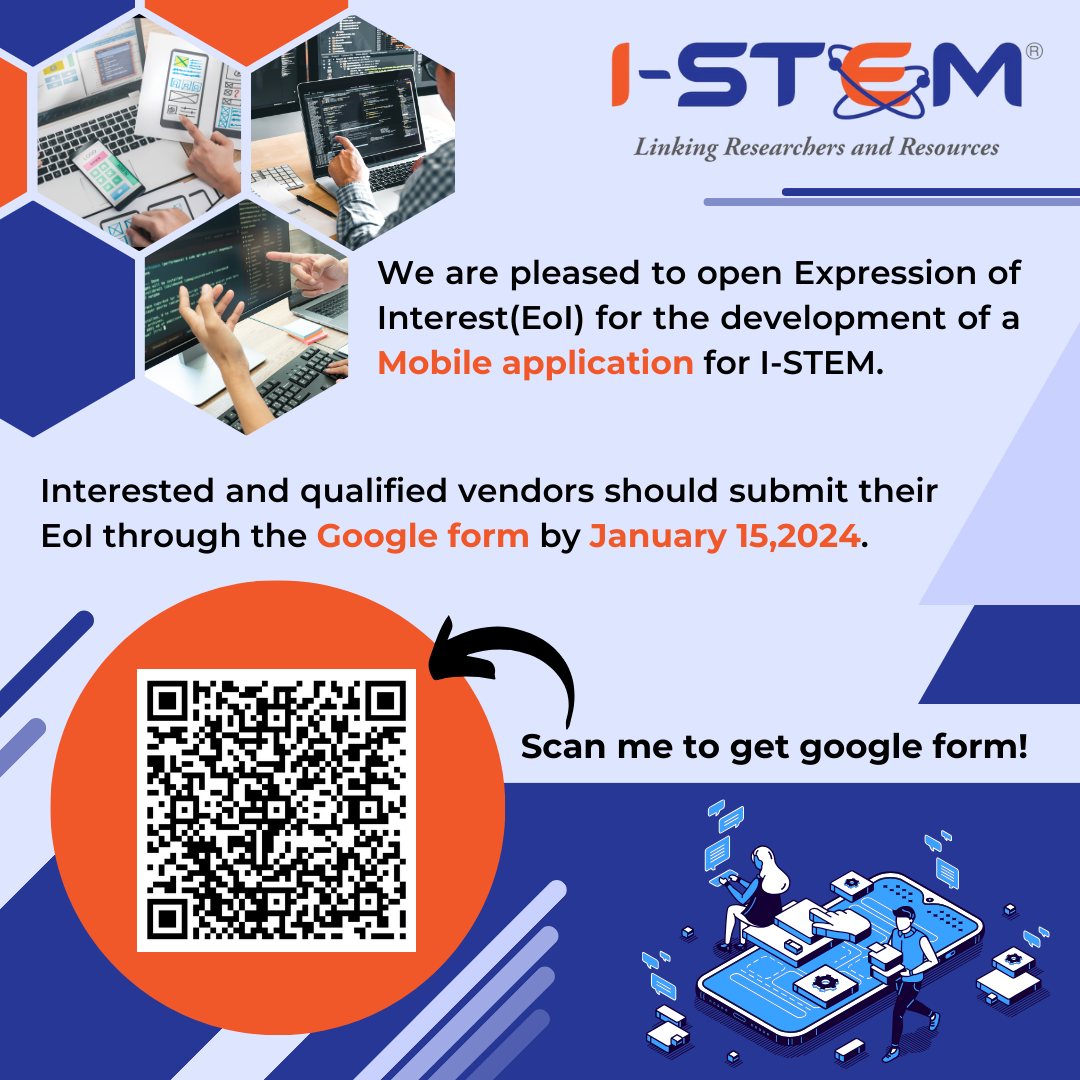 I-STEM®
Linking Researchers and Resources
We are pleased to open Expression of
Interest(EoI) for the development of a
Mobile application for I-STEM.
Interested and qualified vendors should submit their
EoI through the Google form by January 15,2024.
Scan me to get google form!